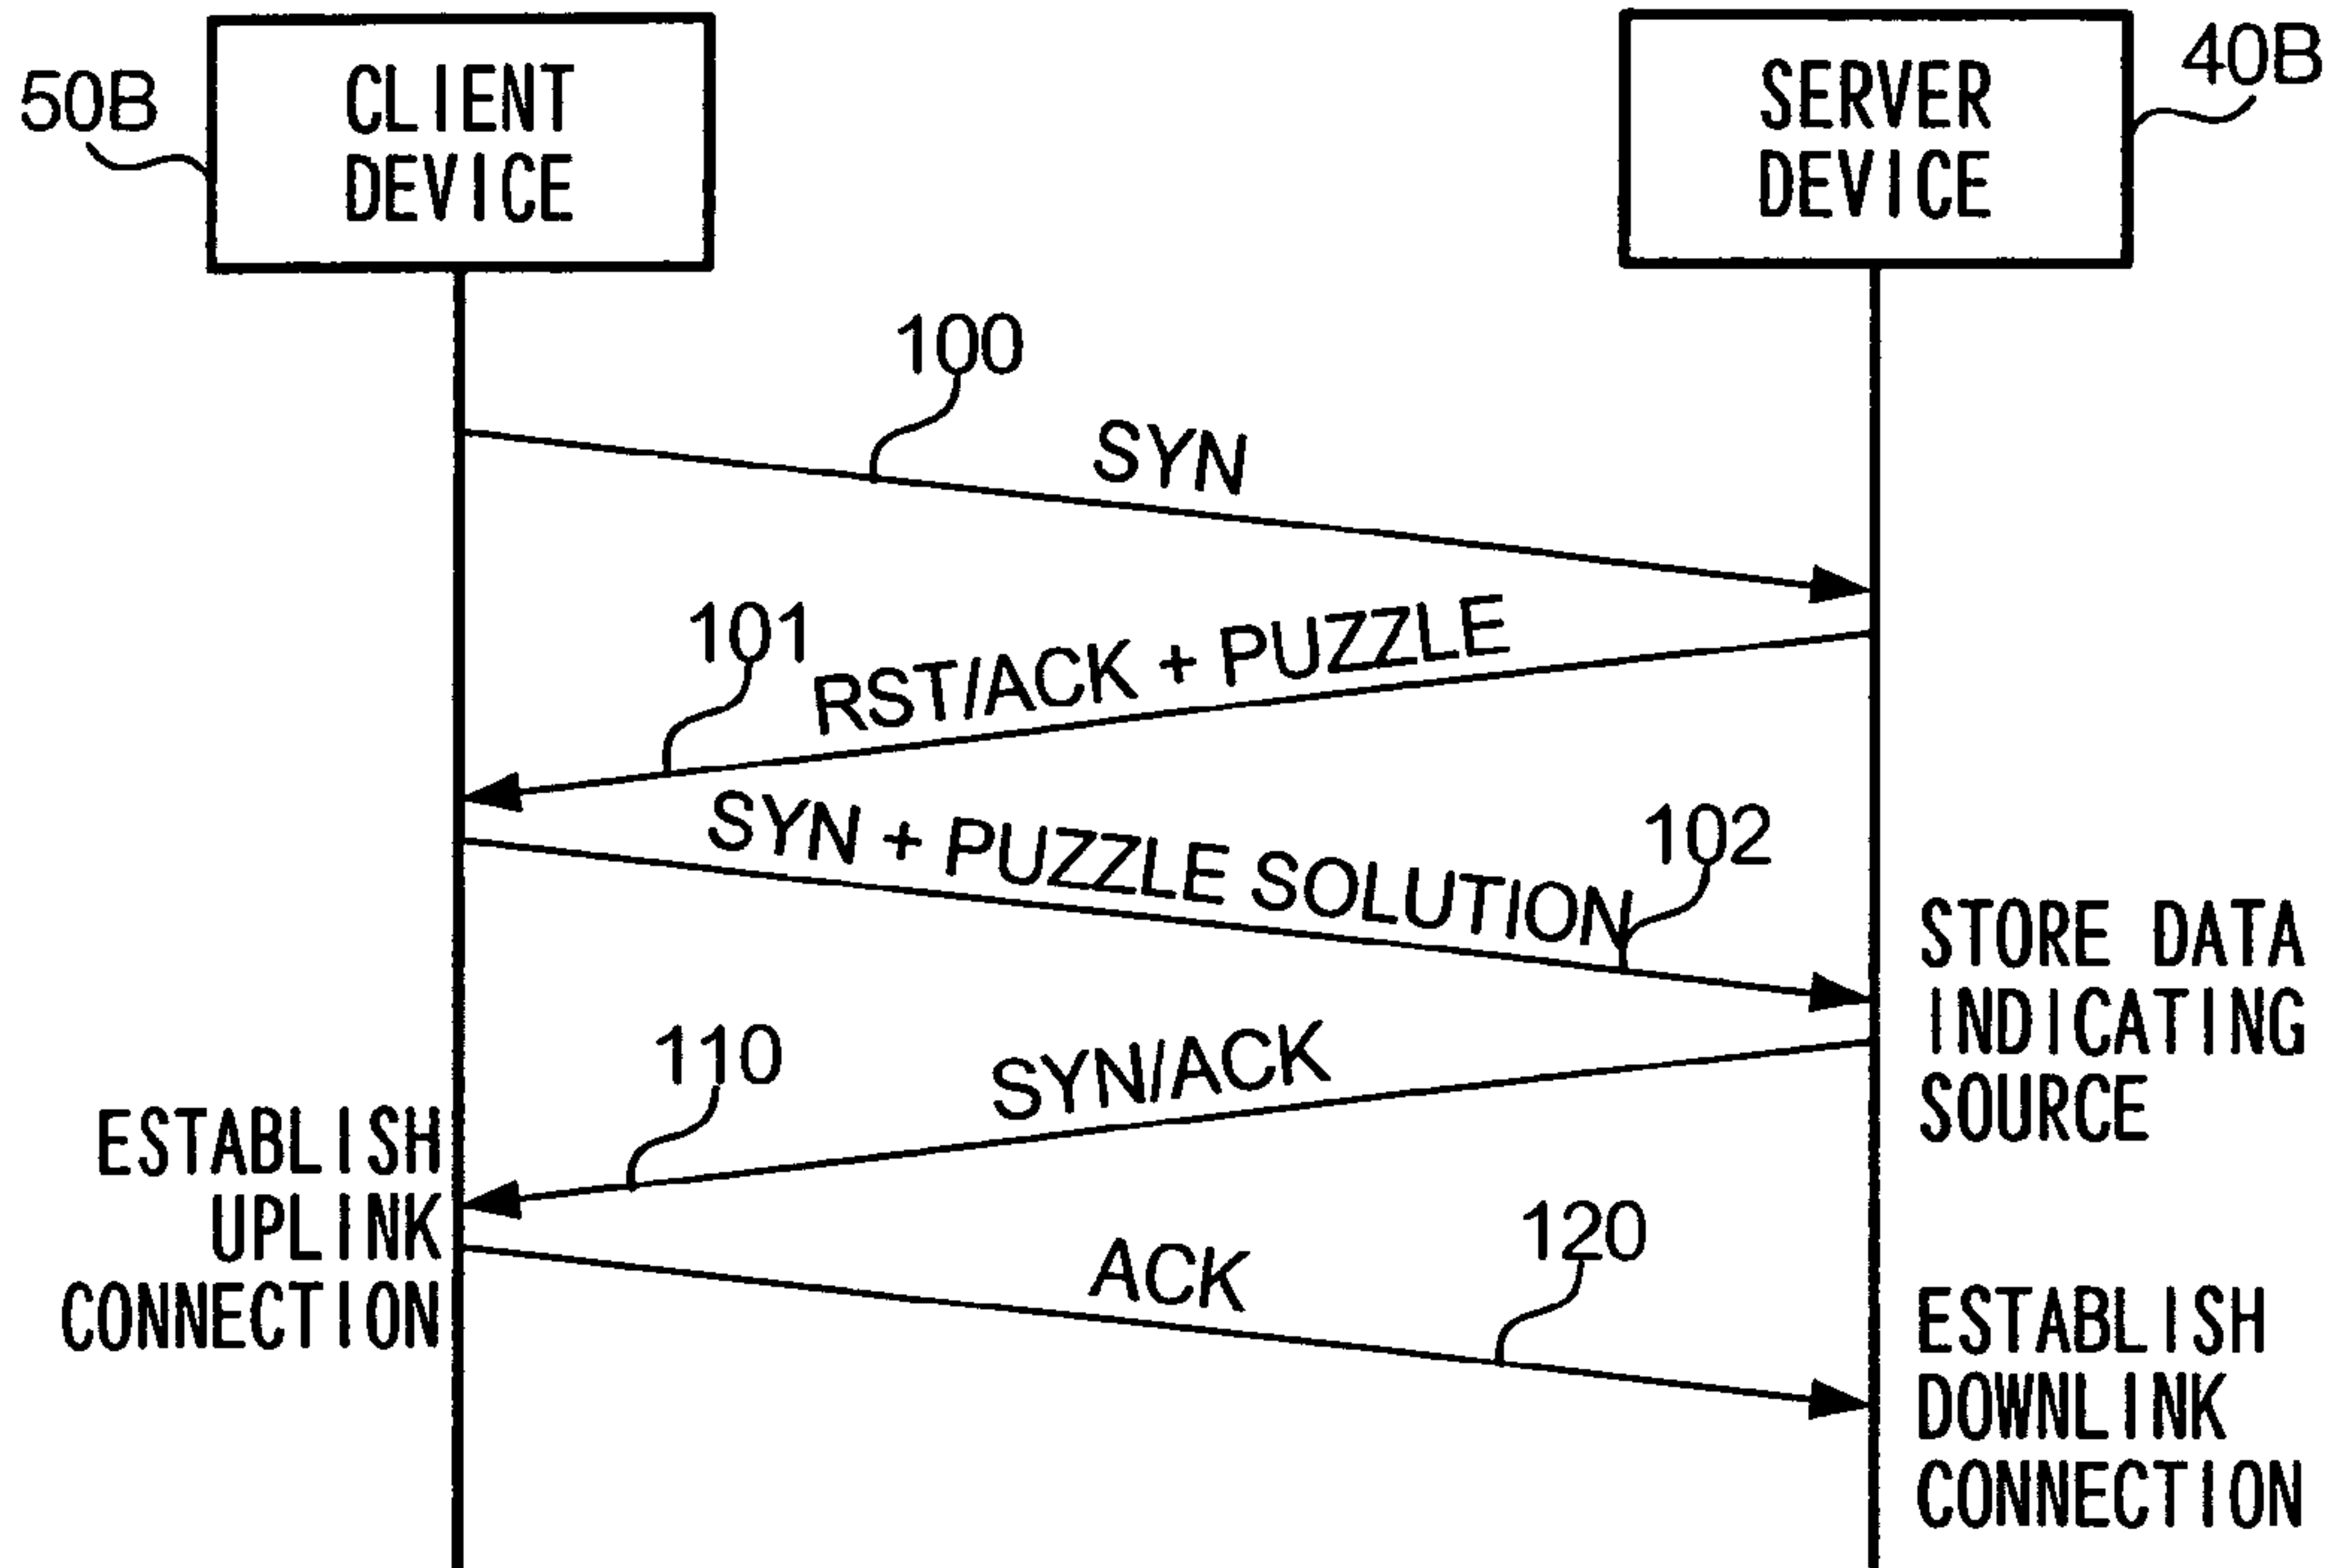 50B
CLIENT
DEVICE
SERVER
DEVICE
40B
100
SYN
101
RST/ACK + PUZZLE
SYN + PUZZLE SOLUTION
102
STORE DATA
INDICATING
SOURCE
110
SYN/ACK
ESTABLISH
UPLINK
CONNECTION
120
ACK
ESTABLISH
DOWNLINK
CONNECTION